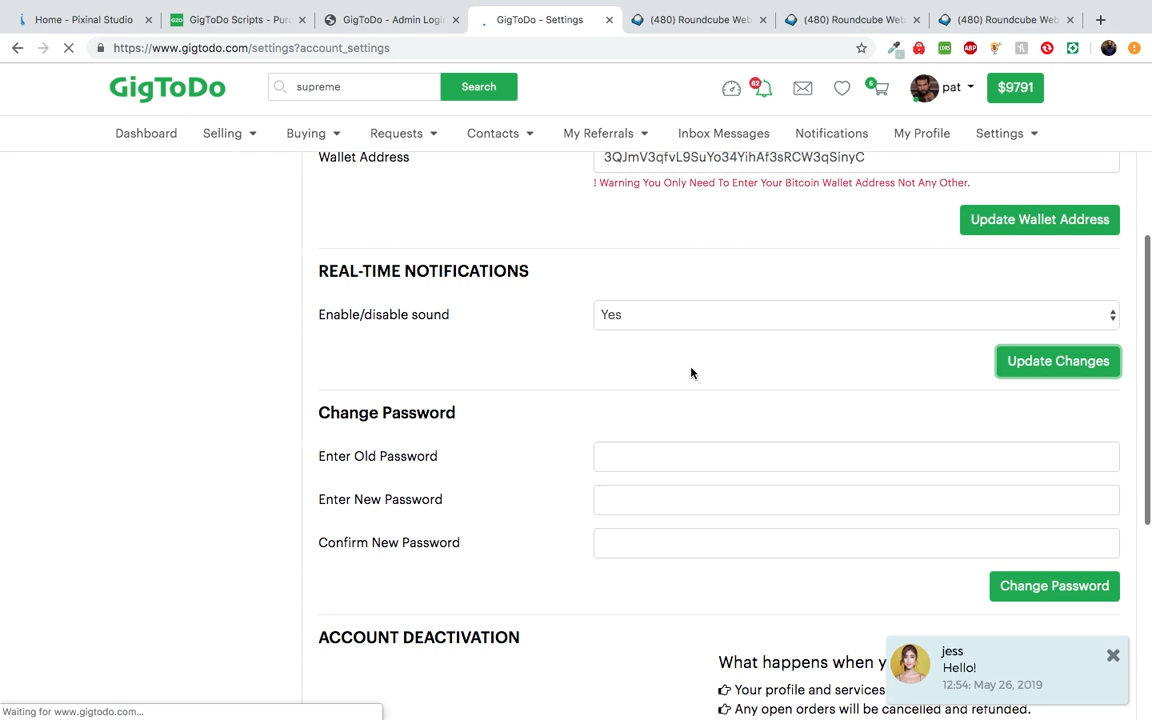 Home - Pixinal Studio
GigToDo Scripts - Pur
GigToDo - Admin Login
GigToDo - Settings
(480) Roundcube Web
(480) Roundcube Web
(480) Roundcube Web
https://www.gigtodo.com/settings?account_settings
GigToDo
supreme
Search
82
5
pat
$9791
Dashboard
Selling
Buying
Requests
Contacts
My Referrals
Inbox Messages
Notifications
My Profile
Settings
Wallet Address
3QJmV3qfvL9SuYo34YihAf3sRCW3qSinyC
! Warning You Only Need To Enter Your Bitcoin Wallet Address Not Any Other.
Update Wallet Address
REAL-TIME NOTIFICATIONS
Enable/disable sound
Yes
Update Changes
Change Password
Enter Old Password
Enter New Password
Confirm New Password
Change Password
ACCOUNT DEACTIVATION
What happens when y
Your profile and services
Any open orders will be cancelled and refunded.
jess
Hello!
12:54: May 26, 2019
Waiting for www.gigtodo.com...